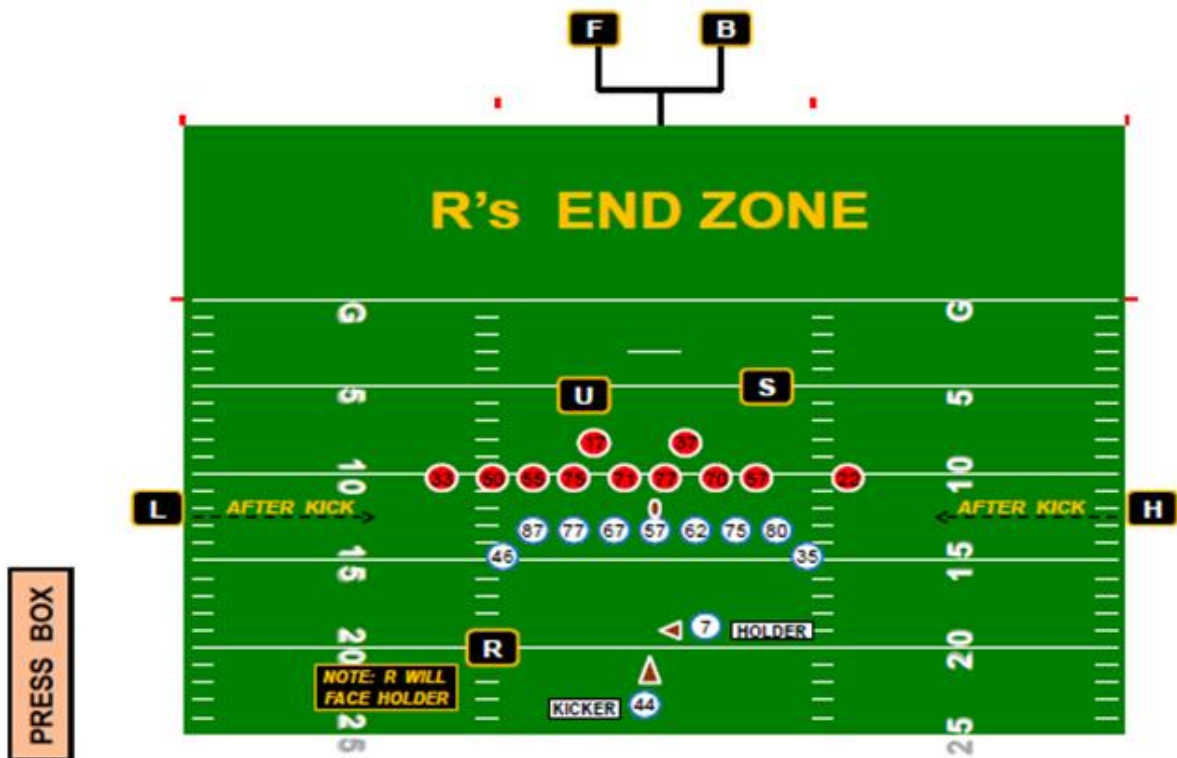 F B
R's END ZONE
G G
5 5
U S
17 37
10 10
33 50 55 75 71 77 70 57 22
L AFTER KICK AFTER KICK H
87 77 67 57 62 75 80
46 35
15 15
7 HOLDER
R
20 20
NOTE: R WILL
FACE HOLDER
KICKER 44
25 25
PRESS BOX